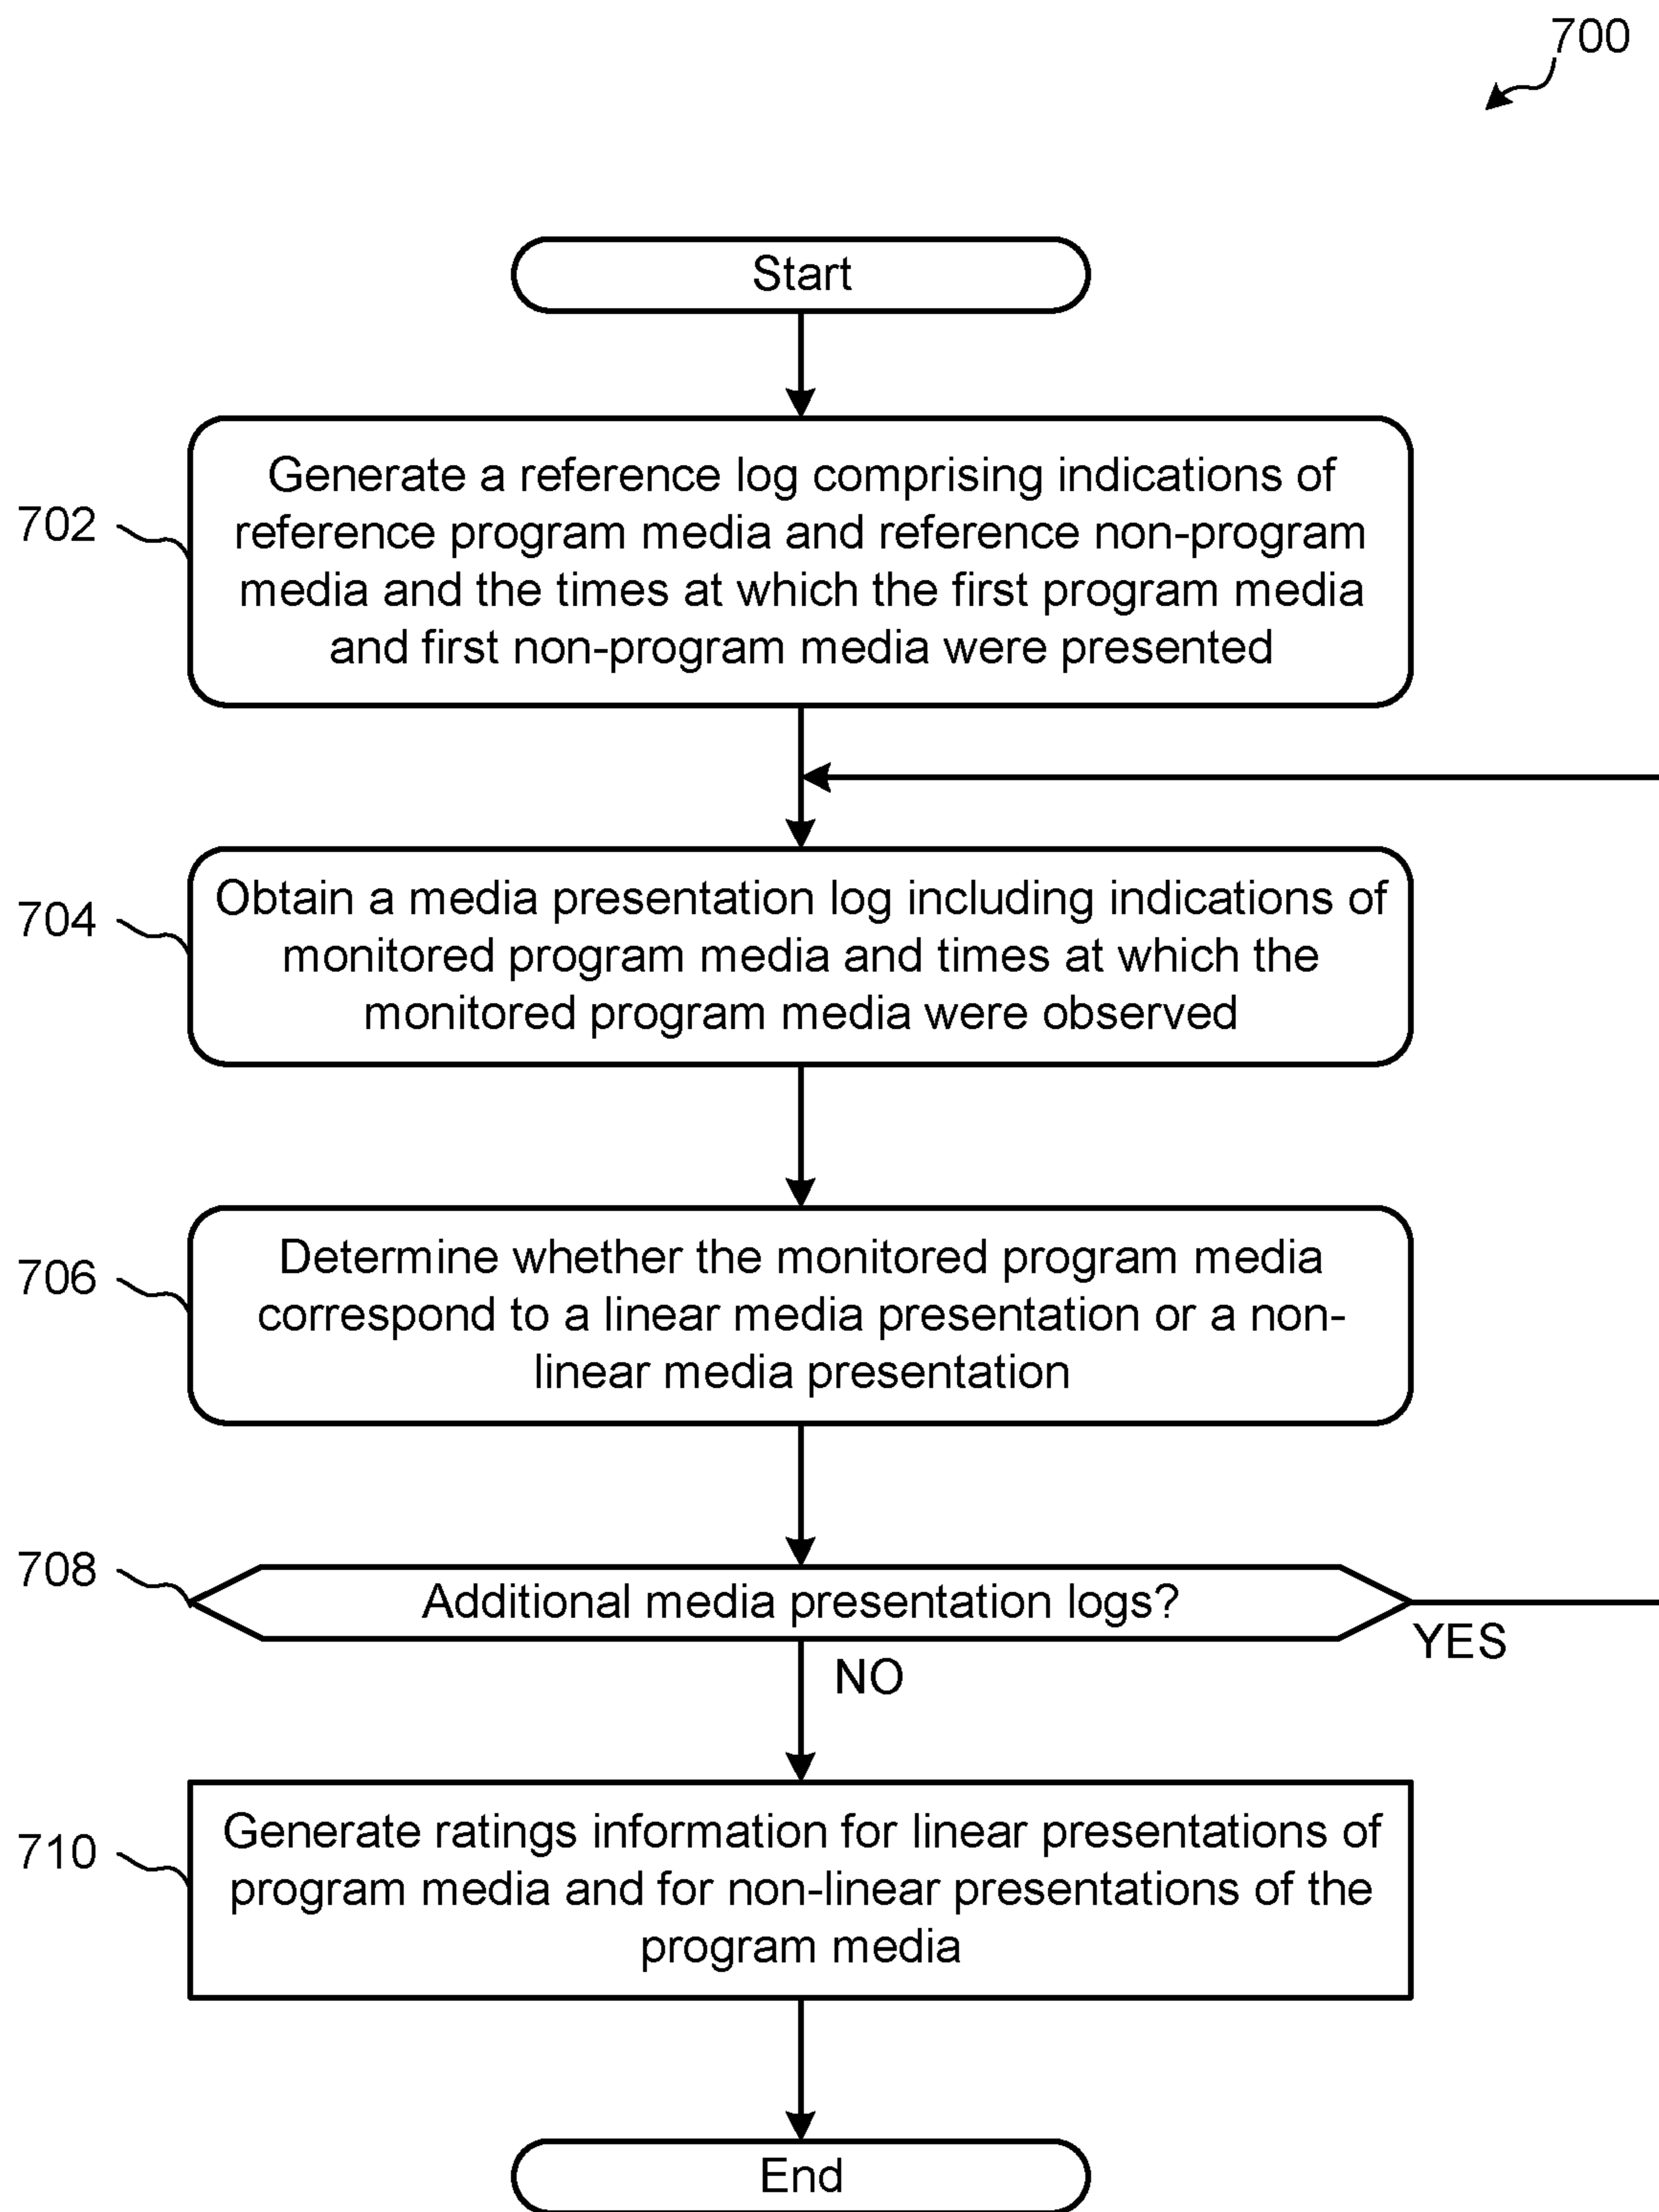 700
Start
702
Generate a reference log comprising indications of
reference program media and reference non-program
media and the times at which the first program media
and first non-program media were presented
704
Obtain a media presentation log including indications of
monitored program media and times at which the
monitored program media were observed
706
Determine whether the monitored program media
correspond to a linear media presentation or a non-
linear media presentation
708
Additional media presentation logs?
YES
NO
710
Generate ratings information for linear presentations of
program media and for non-linear presentations of the
program media
End